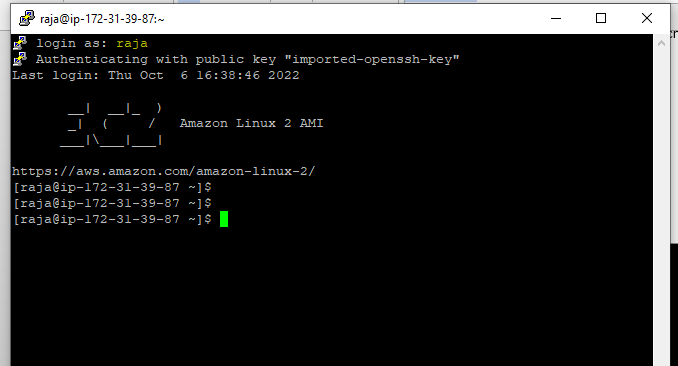 raja@ip-172-31-39-87:~
login as: raja
Authenticating with public key "imported-openssh-key"
Last login: Thu Oct  6 16:38:46 2022
       __|  __|_  )
       _|  (     /   Amazon Linux 2 AMI
      ___|\___|___|
https://aws.amazon.com/amazon-linux-2/
[raja@ip-172-31-39-87 ~]$
[raja@ip-172-31-39-87 ~]$
[raja@ip-172-31-39-87 ~]$